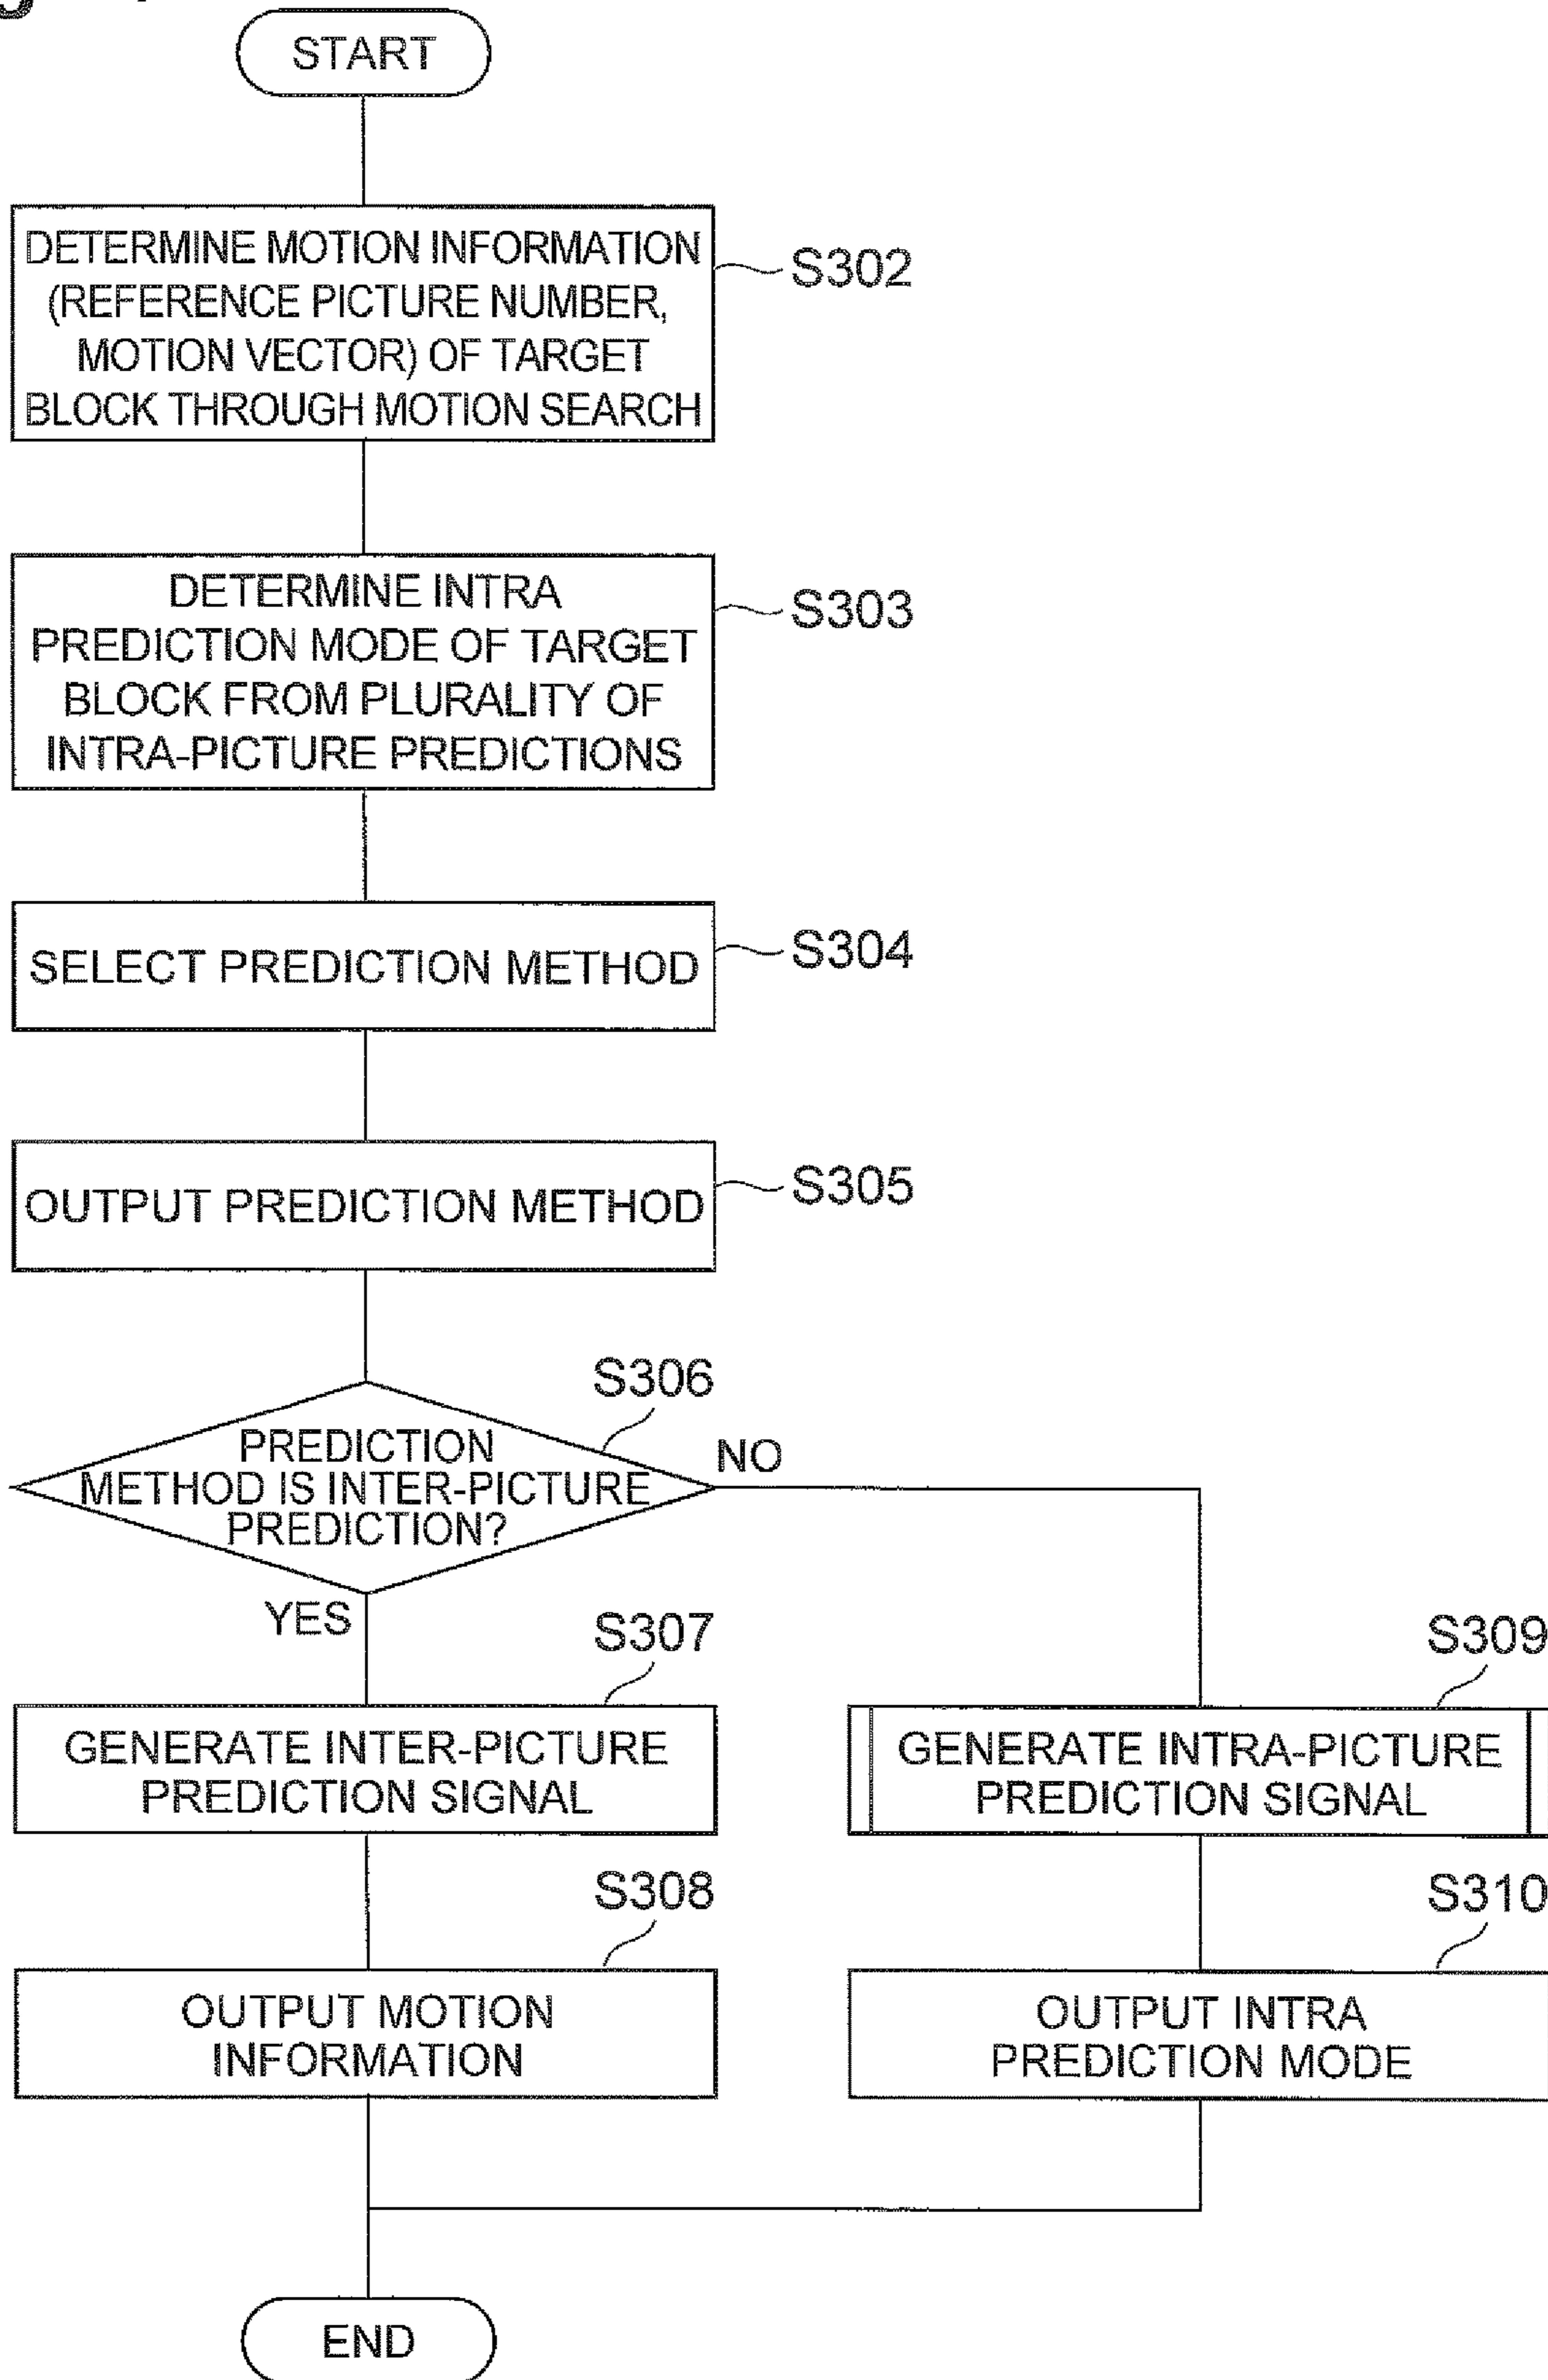 START
DETERMINE MOTION INFORMATION
(REFERENCE PICTURE NUMBER,
MOTION VECTOR) OF TARGET
BLOCK THROUGH MOTION SEARCH
S302
DETERMINE INTRA
PREDICTION MODE OF TARGET
BLOCK FROM PLURALITY OF
INTRA-PICTURE PREDICTIONS
S303
SELECT PREDICTION METHOD
S304
OUTPUT PREDICTION METHOD
S305
S306
PREDICTION
METHOD IS INTER-PICTURE
PREDICTION?
NO
YES
S307
GENERATE INTER-PICTURE
PREDICTION SIGNAL
S309
GENERATE INTRA-PICTURE
PREDICTION SIGNAL
S308
OUTPUT MOTION
INFORMATION
S310
OUTPUT INTRA
PREDICTION MODE
END